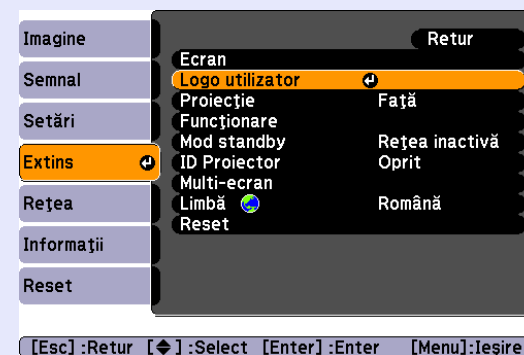 Imagine
Semnal
Setări
Extins
Reţea
Informaţii
Reset
Retur
Ecran
Logo utilizator
Proiecţie Faţă
Funcţionare
Mod standby Reţea inactivă
ID Proiector Oprit
Multi-ecran
Limbă Română
Reset
[Esc] :Retur [◆] :Select [Enter] :Enter [Menu]:Ieşire